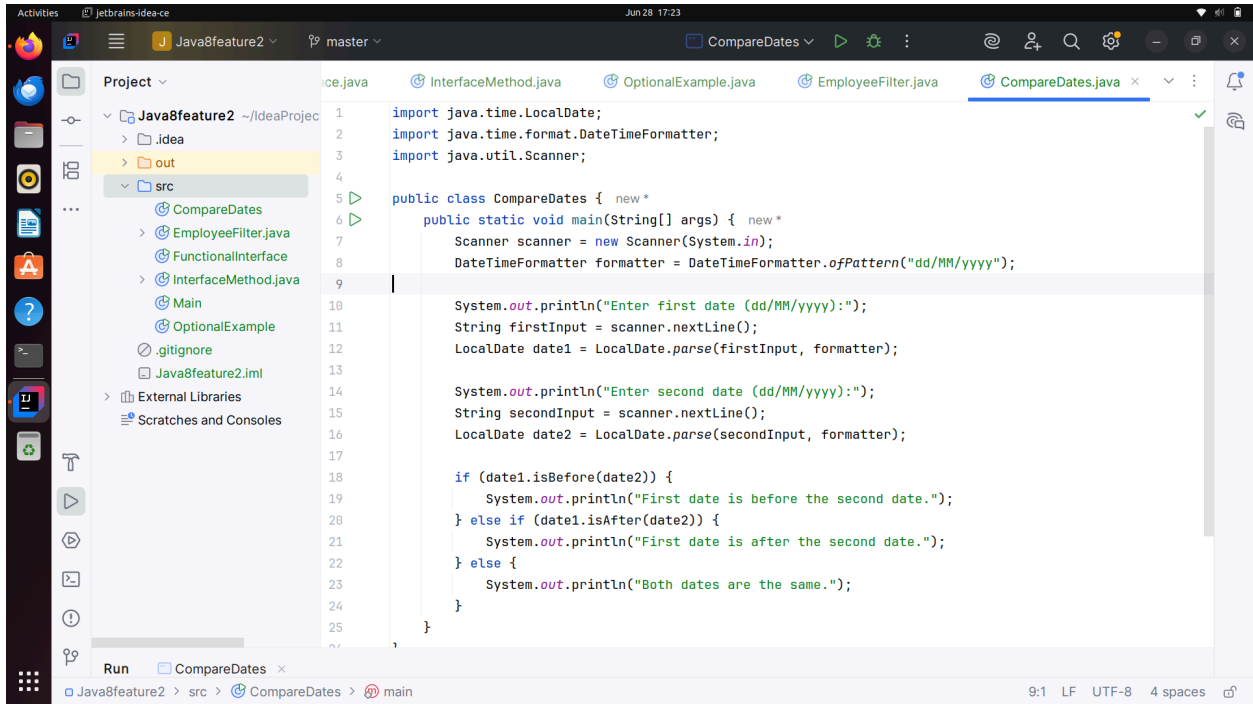 Activities jetbrains-idea-ce Jun 28 17:23
J Java8feature2 master CompareDates
Project
ce.java InterfaceMethod.java OptionalExample.java EmployeeFilter.java CompareDates.java
Java8feature2 ~/IdeaProjec
.idea
out
src
CompareDates
EmployeeFilter.java
FunctionalInterface
InterfaceMethod.java
Main
OptionalExample
.gitignore
Java8feature2.iml
External Libraries
Scratches and Consoles
1 import java.time.LocalDate;
2 import java.time.format.DateTimeFormatter;
3 import java.util.Scanner;
4
5 public class CompareDates { new *
6 public static void main(String[] args) { new *
7 Scanner scanner = new Scanner(System.in);
8 DateTimeFormatter formatter = DateTimeFormatter.ofPattern("dd/MM/yyyy");
9
10 System.out.println("Enter first date (dd/MM/yyyy):");
11 String firstInput = scanner.nextLine();
12 LocalDate date1 = LocalDate.parse(firstInput, formatter);
13
14 System.out.println("Enter second date (dd/MM/yyyy):");
15 String secondInput = scanner.nextLine();
16 LocalDate date2 = LocalDate.parse(secondInput, formatter);
17
18 if (date1.isBefore(date2)) {
19 System.out.println("First date is before the second date.");
20 } else if (date1.isAfter(date2)) {
21 System.out.println("First date is after the second date.");
22 } else {
23 System.out.println("Both dates are the same.");
24 }
25 }
Run CompareDates
Java8feature2 > src > CompareDates > main 9:1 LF UTF-8 4 spaces